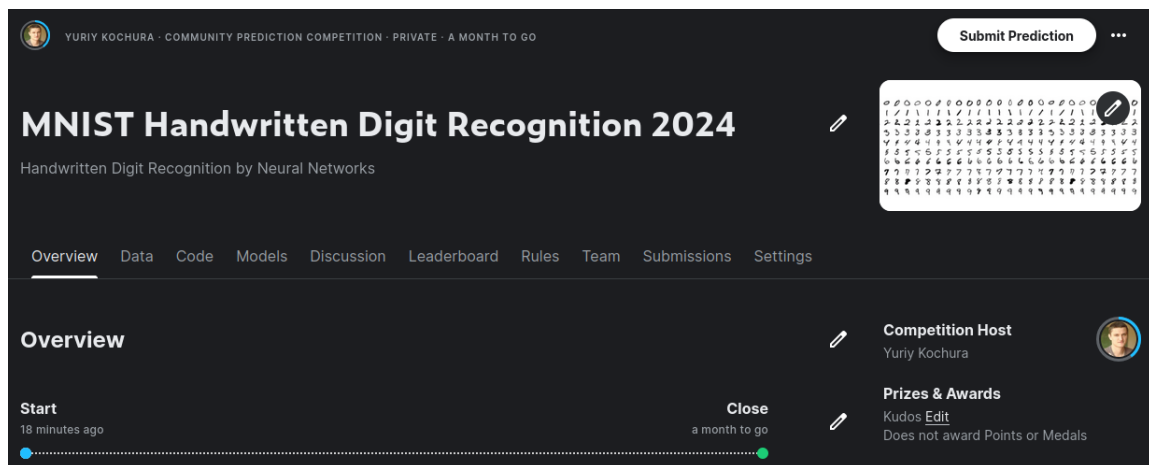 YURIY KOCHURA · COMMUNITY PREDICTION COMPETITION · PRIVATE · A MONTH TO GO
Submit Prediction
MNIST Handwritten Digit Recognition 2024
Handwritten Digit Recognition by Neural Networks
Overview Data Code Models Discussion Leaderboard Rules Team Submissions Settings
Overview
Start
18 minutes ago
Close
a month to go
Competition Host
Yuriy Kochura
Prizes & Awards
Kudos Edit
Does not award Points or Medals